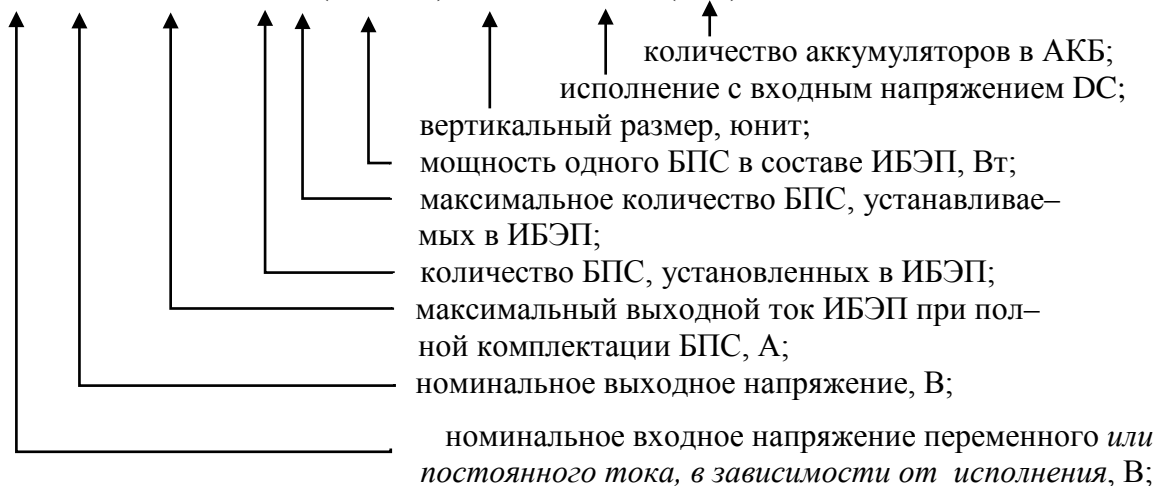 количество аккумуляторов в АКБ;
исполнение с входным напряжением DC;
вертикальный размер, юнит;
мощность одного БПС в составе ИБЭП, Вт;
максимальное количество БПС, устанавливае–
мых в ИБЭП;
количество БПС, установленных в ИБЭП;
максимальный выходной ток ИБЭП при пол–
ной комплектации БПС, А;
номинальное выходное напряжение, В;
номинальное входное напряжение переменного или
постоянного тока, в зависимости от исполнения, В;